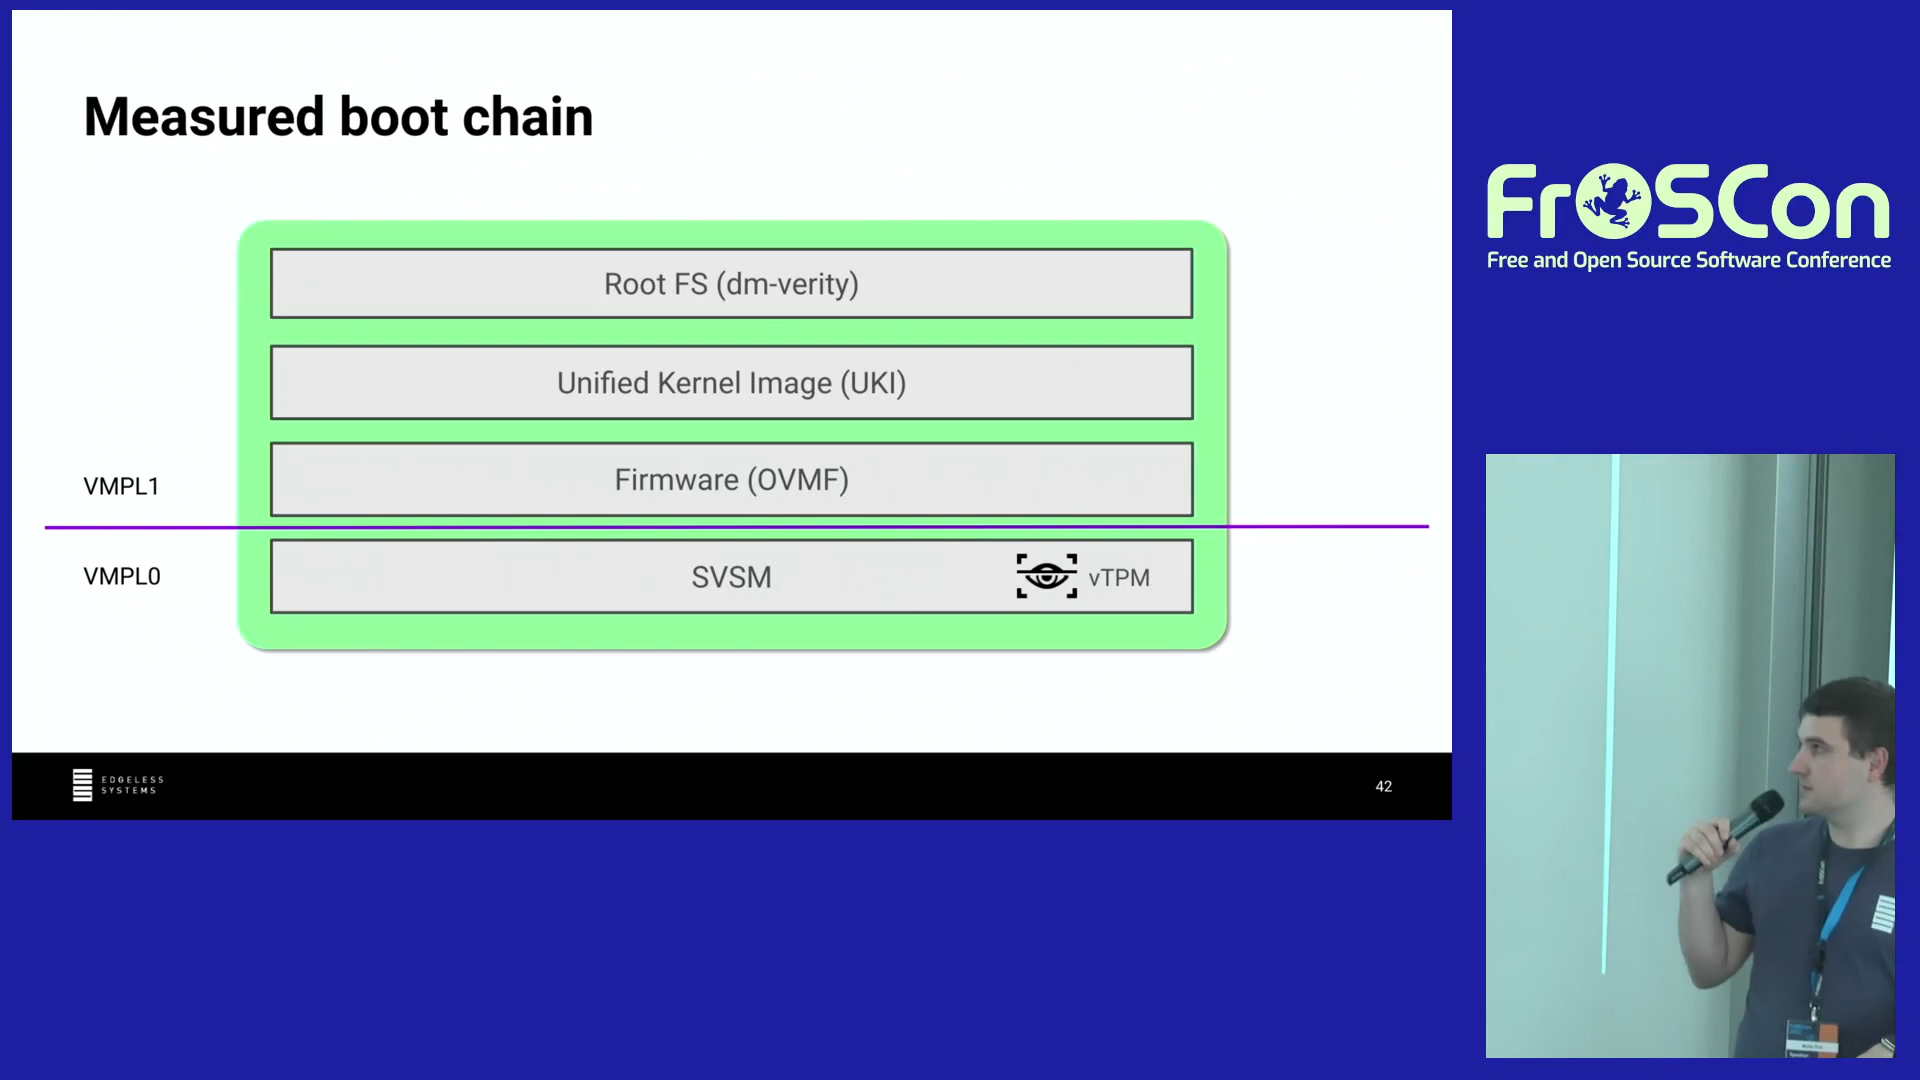 Measured boot chain
Root FS (dm-verity)
Unified Kernel Image (UKI)
Firmware (OVMF)
VMPL1
VMPL0
SVSM
vTPM
EDGELESS
SYSTEMS
42
FrOSCon
Free and Open Source Software Conference